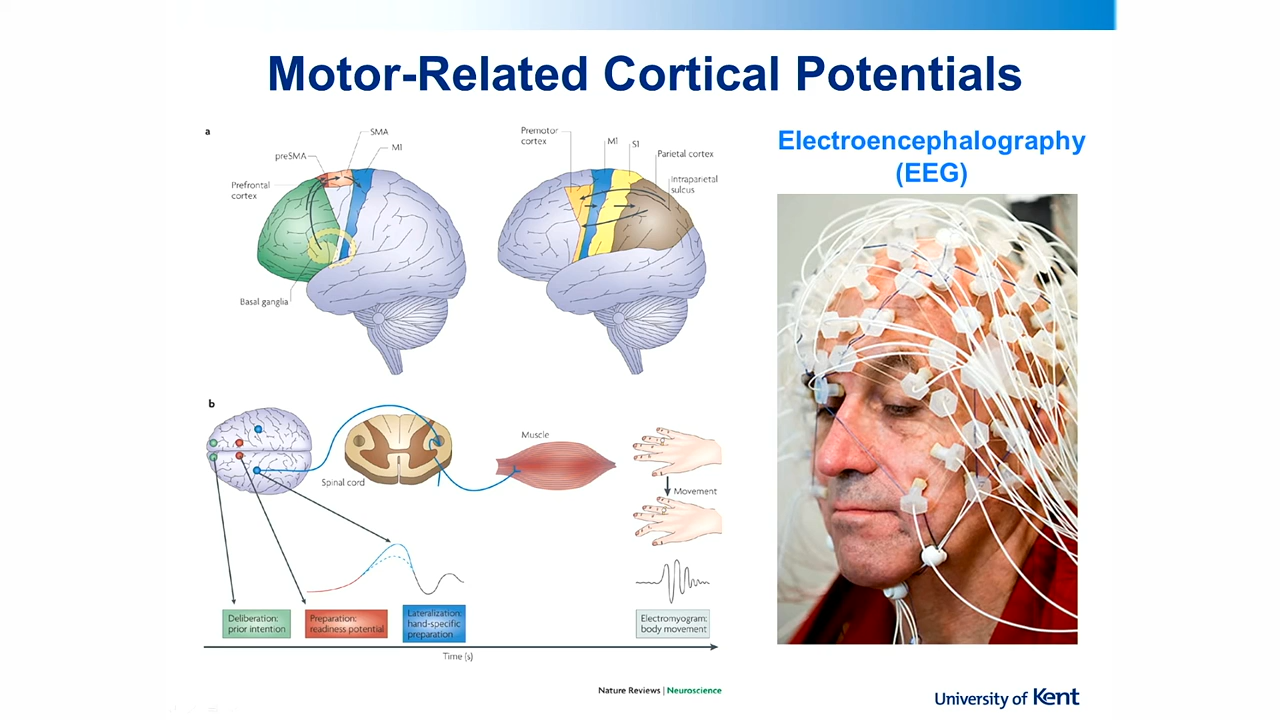 Motor-Related Cortical Potentials
a
SMA
M1
preSMA
Prefrontal
cortex
Basal ganglia
Premotor
cortex
M1
S1
Parietal cortex
Intraparietal
sulcus
Electroencephalography
(EEG)
b
Spinal cord
Muscle
Movement
Deliberation:
prior intention
Preparation:
readiness potential
Lateralization:
hand-specific
preparation
Electromyogram:
body movement
Time (s)
Nature Reviews | Neuroscience
University of Kent